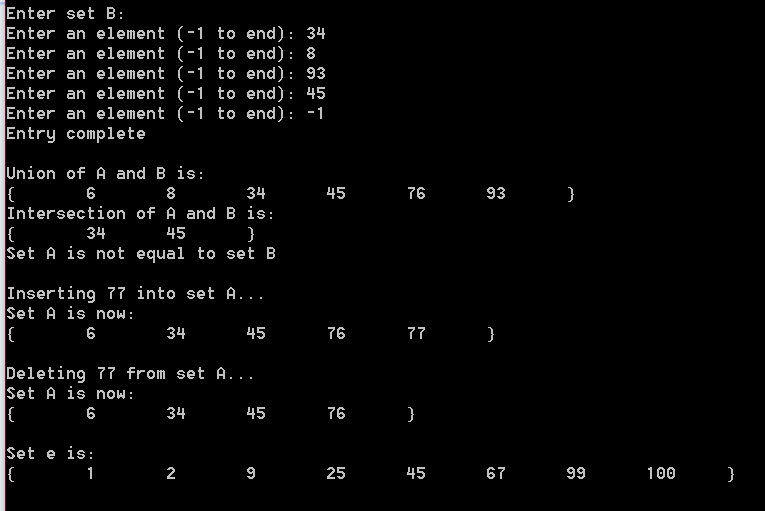 Enter set B:
Enter an element (-1 to end): 34
Enter an element (-1 to end): 8
Enter an element (-1 to end): 93
Enter an element (-1 to end): 45
Enter an element (-1 to end): -1
Entry complete
Union of A and B is:
{ 6 8 34 45 76 93 }
Intersection of A and B is:
{ 34 45 }
Set A is not equal to set B
Inserting 77 into set A...
Set A is now:
{ 6 34 45 76 77 }
Deleting 77 from set A...
Set A is now:
{ 6 34 45 76 }
Set e is:
{ 1 2 9 25 45 67 99 100 }